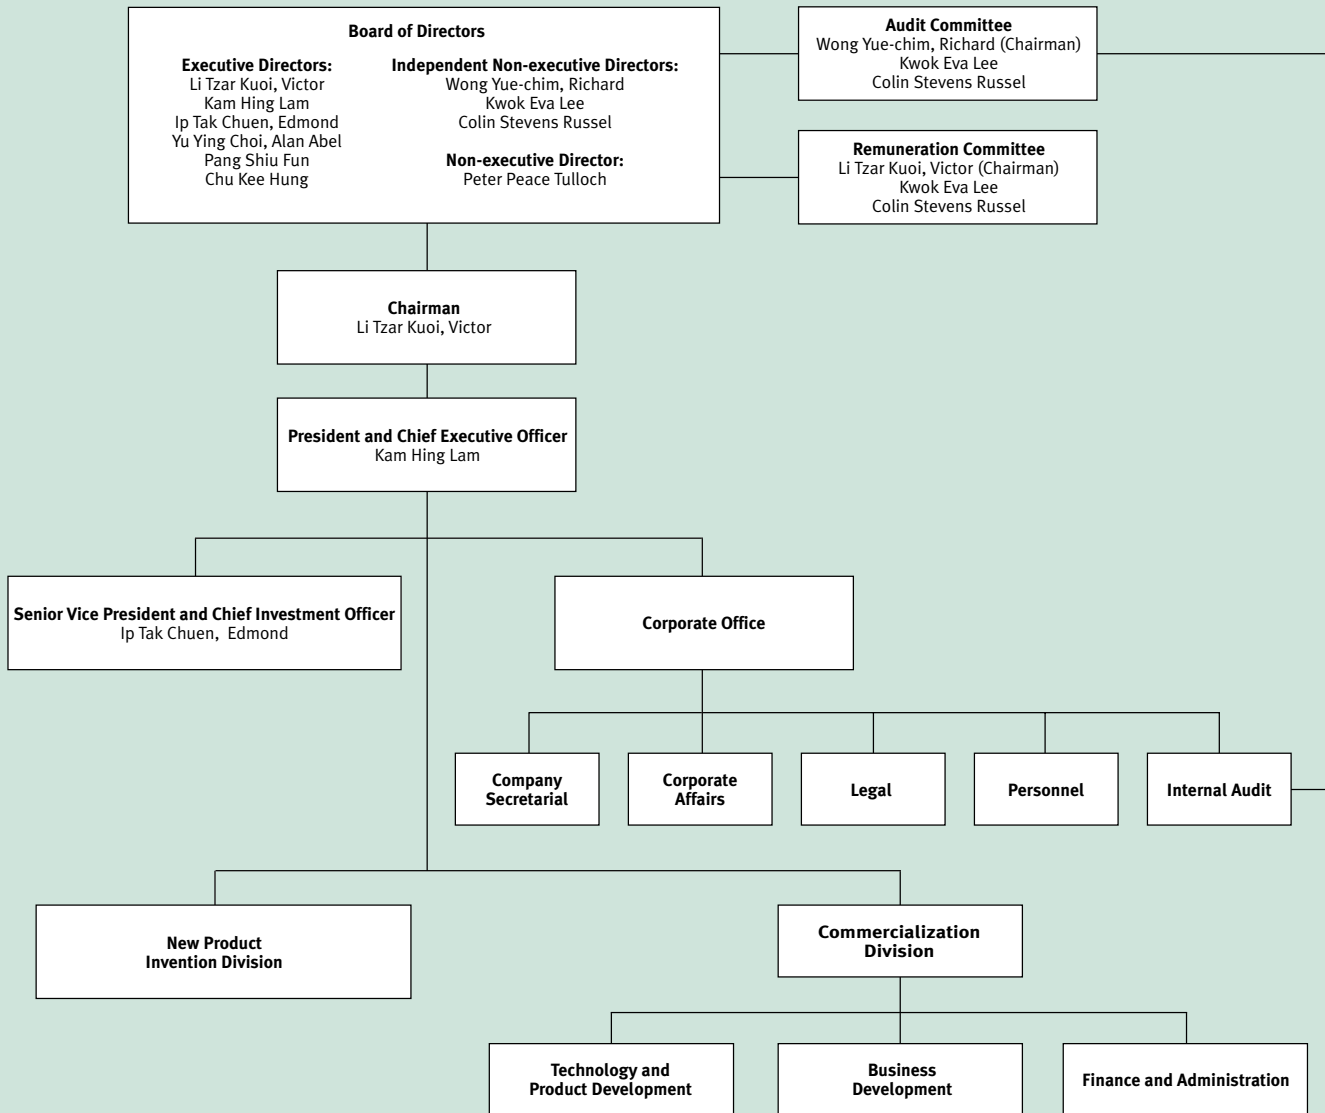 Board of Directors
Executive Directors:
Li Tzar Kuoi, Victor
Kam Hing Lam
Ip Tak Chuen, Edmond
Yu Ying Choi, Alan Abel
Pang Shiu Fun
Chu Kee Hung
Independent Non-executive Directors:
Wong Yue-chim, Richard
Kwok Eva Lee
Colin Stevens Russel
Non-executive Director:
Peter Peace Tulloch
Audit Committee
Wong Yue-chim, Richard (Chairman)
Kwok Eva Lee
Colin Stevens Russel
Remuneration Committee
Li Tzar Kuoi, Victor (Chairman)
Kwok Eva Lee
Colin Stevens Russel
Chairman
Li Tzar Kuoi, Victor
President and Chief Executive Officer
Kam Hing Lam
Senior Vice President and Chief Investment Officer
Ip Tak Chuen, Edmond
Corporate Office
Company
Secretarial
Corporate
Affairs
Legal
Personnel
Internal Audit
New Product
Invention Division
Commercialization
Division
Technology and
Product Development
Business
Development
Finance and Administration